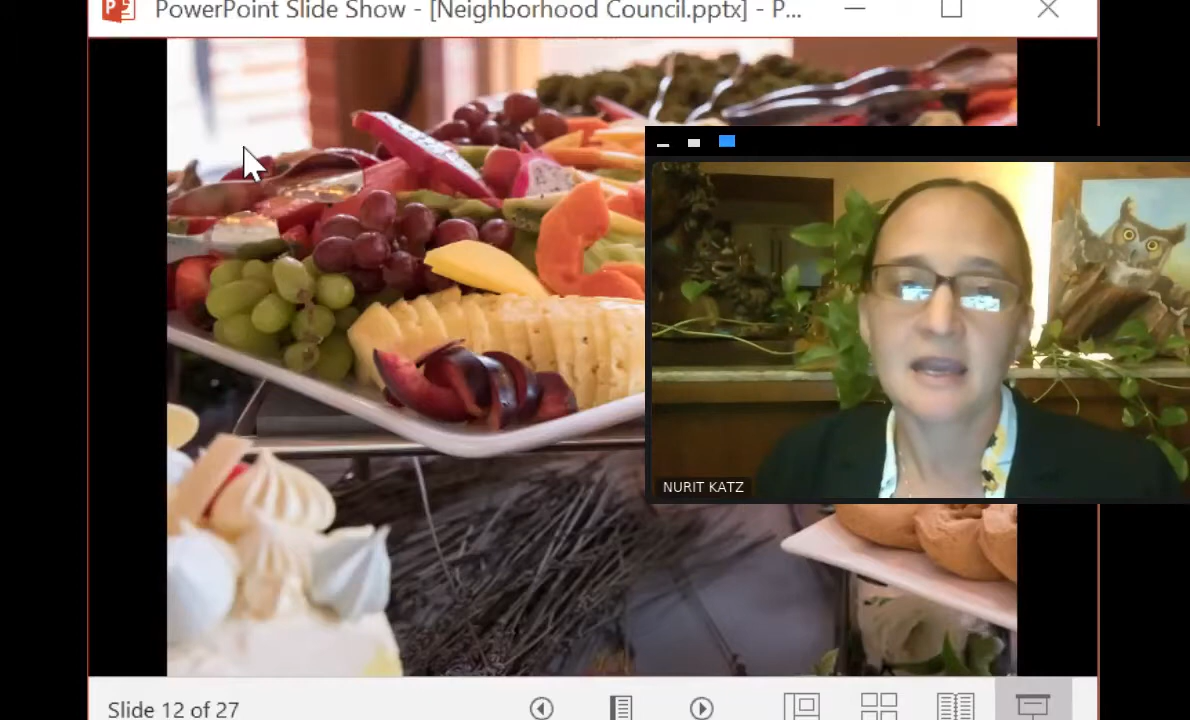 PowerPoint Slide Show - [Neighborhood Council.pptx] - P...
NURIT KATZ
Slide 12 of 27